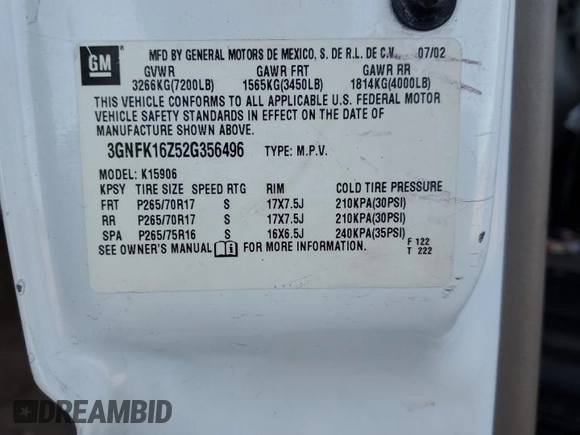 GM
MFD BY GENERAL MOTORS DE MEXICO, S. DE R.L. DE C.V. 07/02
GVWR GAWR FRT GAWR RR
3266KG(7200LB) 1565KG(3450LB) 1814KG(4000LB)
THIS VEHICLE CONFORMS TO ALL APPLICABLE U.S. FEDERAL MOTOR
VEHICLE SAFETY STANDARDS IN EFFECT ON THE DATE OF
MANUFACTURE SHOWN ABOVE.
3GNFK16Z52G356496 TYPE: M.P.V.
MODEL: K15906
KPSY TIRE SIZE SPEED RTG RIM COLD TIRE PRESSURE
FRT P265/70R17 S 17X7.5J 210KPA(30PSI)
RR P265/70R17 S 17X7.5J 210KPA(30PSI)
SPA P265/75R16 S 16X6.5J 240KPA(35PSI)
SEE OWNER'S MANUAL i FOR MORE INFORMATION. F 122
T 222
DREAMBID